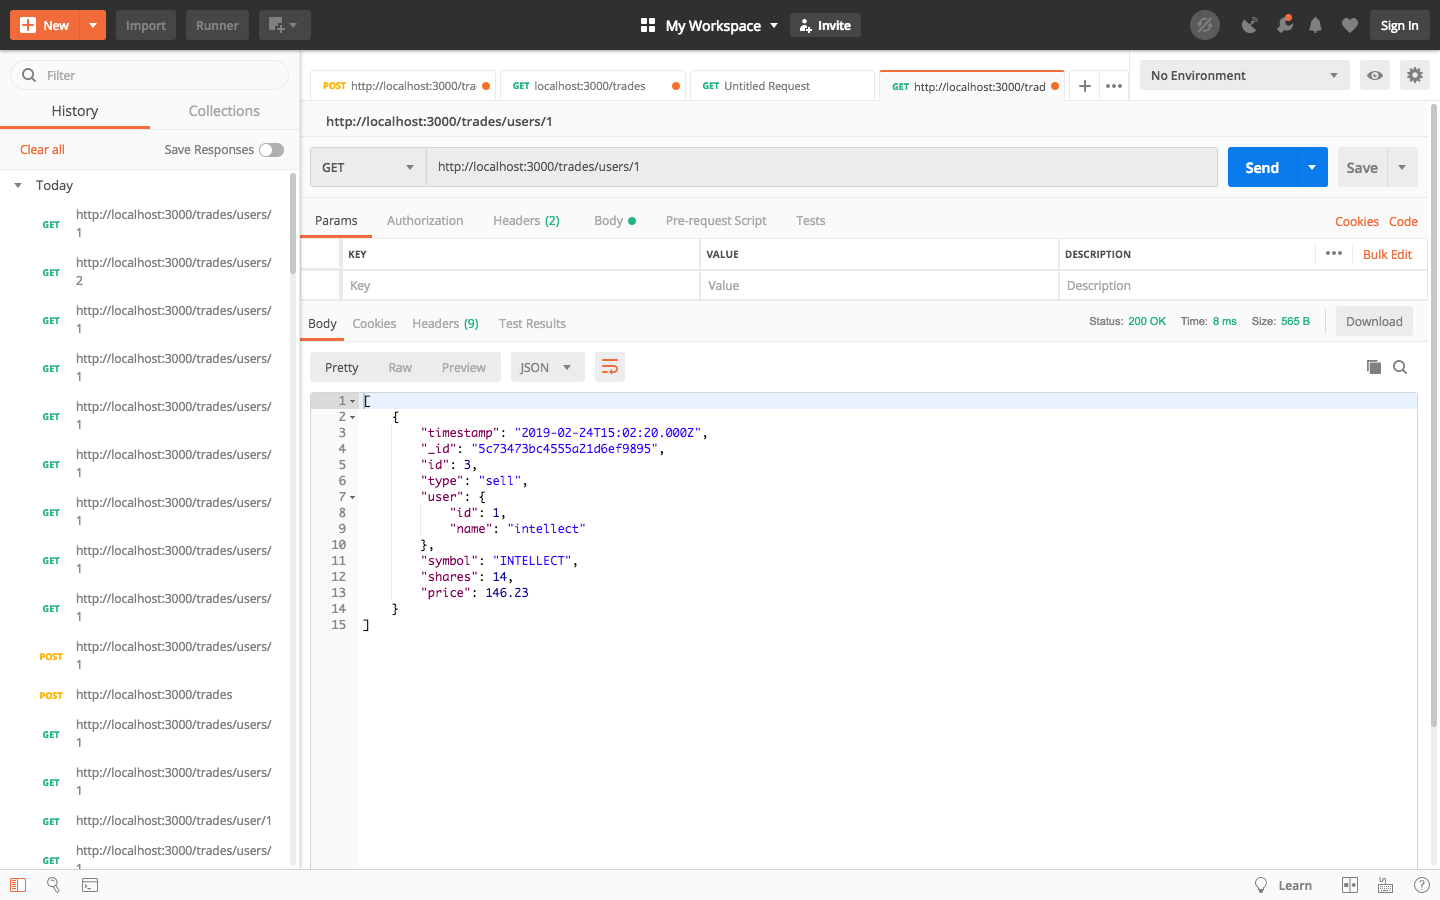 New
Import
Runner
My Workspace
Invite
Sign In
Filter
History
Collections
Clear all
Save Responses
Today
GET http://localhost:3000/trades/users/
1
GET http://localhost:3000/trades/users/
2
GET http://localhost:3000/trades/users/
1
GET http://localhost:3000/trades/users/
1
GET http://localhost:3000/trades/users/
1
GET http://localhost:3000/trades/users/
1
GET http://localhost:3000/trades/users/
1
GET http://localhost:3000/trades/users/
1
GET http://localhost:3000/trades/users/
1
POST http://localhost:3000/trades/users/
1
POST http://localhost:3000/trades
GET http://localhost:3000/trades/users/
1
GET http://localhost:3000/trades/users/
1
GET http://localhost:3000/trades/user/1
GET http://localhost:3000/trades/users/
1
POST http://localhost:3000/tra
GET localhost:3000/trades
GET Untitled Request
GET http://localhost:3000/trad
No Environment
http://localhost:3000/trades/users/1
GET http://localhost:3000/trades/users/1
Send
Save
Params Authorization Headers (2) Body Pre-request Script Tests
Cookies Code
KEY VALUE DESCRIPTION
Bulk Edit
Key Value Description
Body Cookies Headers (9) Test Results
Status: 200 OK Time: 8 ms Size: 565 B
Download
Pretty Raw Preview JSON
1 [
2 {
3 "timestamp": "2019-02-24T15:02:20.000Z",
4 "_id": "5c73473bc4555a21d6ef9895",
5 "id": 3,
6 "type": "sell",
7 "user": {
8 "id": 1,
9 "name": "intellect"
10 },
11 "symbol": "INTELLECT",
12 "shares": 14,
13 "price": 146.23
14 }
15 ]
Learn